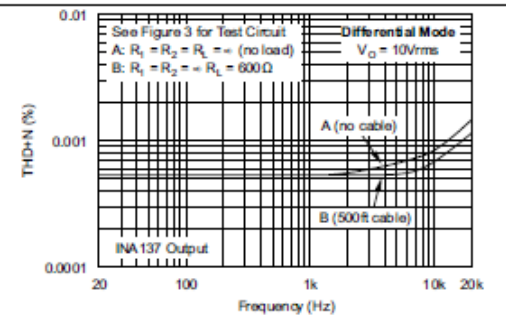 0.01
See Figure 3 for Test Circuit
A: R1 = R2 = RL = ∞ (no load)
B: R1 = R2 = ∞ RL = 600Ω
Differential Mode
VO = 10Vrms
A (no cable)
0.001
THD+N (%)
B (500ft cable)
INA137 Output
0.0001
20 100 1k 10k 20k
Frequency (Hz)